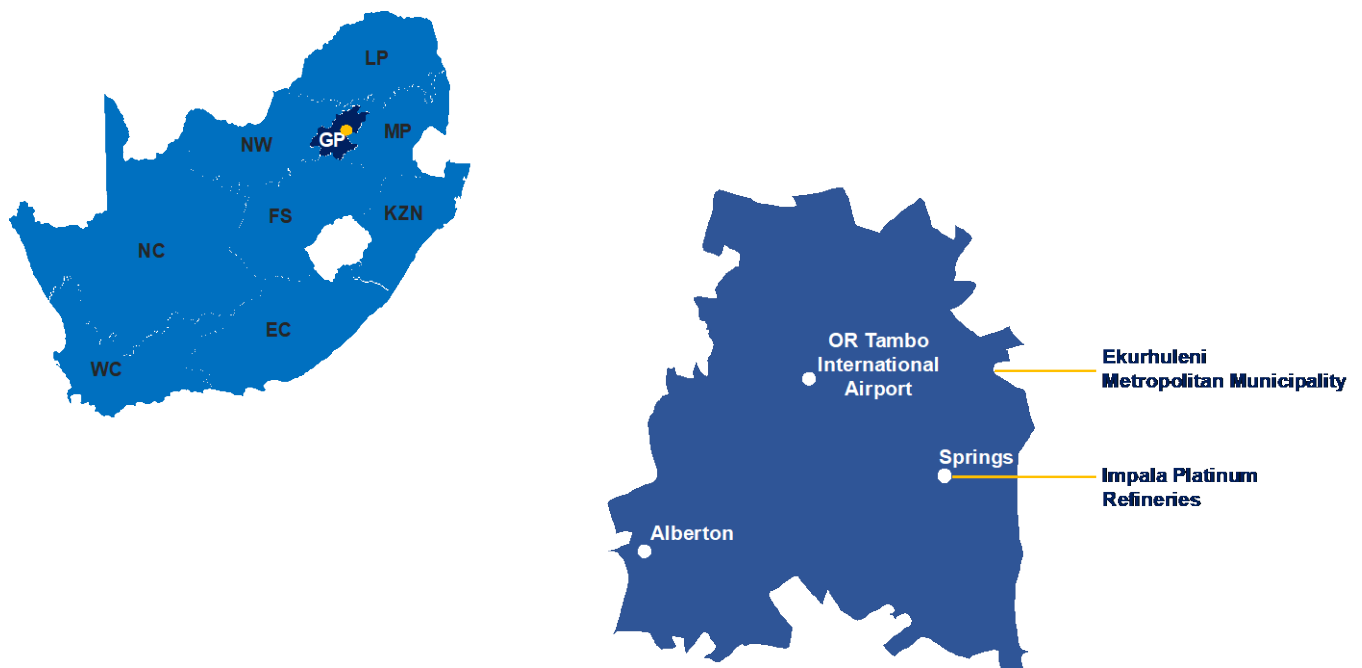 LP
GP
MP
NW
FS
KZN
NC
EC
WC
OR Tambo
International
Airport
Ekurhuleni
Metropolitan Municipality
Springs
Impala Platinum
Refineries
Alberton